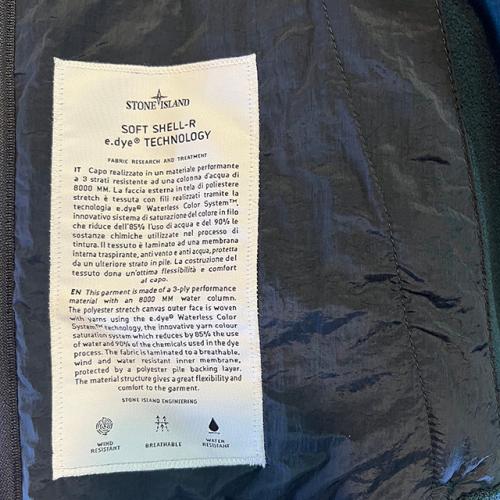 STONE ISLAND
SOFT SHELL-R
e.dye® TECHNOLOGY
FABRIC RESEARCH AND TREATMENT
IT Capo realizzato in un materiale performante
a 3 strati resistente ad una colonna d'acqua di
8000 MM. La faccia esterna in tela di poliestere
stretch è tessuta con fili realizzati tramite la
tecnologia e.dye® Waterless Color System™,
innovativo sistema di saturazione del colore in filo
che riduce dell'85% l'uso di acqua e del 90% le
sostanze chimiche utilizzate nel processo di
tintura. Il tessuto è laminato ad una membrana
interna traspirante, antivento e anti acqua, protetta
da un ulteriore strato in pile. La costruzione del
tessuto dona un'ottima flessibilità e comfort
al capo.
EN This garment is made of a 3-ply performance
material with an 8000 MM water column.
The polyester stretch canvas outer face is woven
with yarns using the e.dye® Waterless Color
System™ technology, the innovative yarn colour
saturation system which reduces by 85% the use
of water and 90% of the chemicals used in the dye
process. The fabric is laminated to a breathable,
wind and water resistant inner membrane,
protected by a polyester pile backing layer.
The material structure gives a great flexibility and
comfort to the garment.
STONE ISLAND ENGINEERING
WIND
RESISTANT
BREATHABLE
WATER
RESISTANT